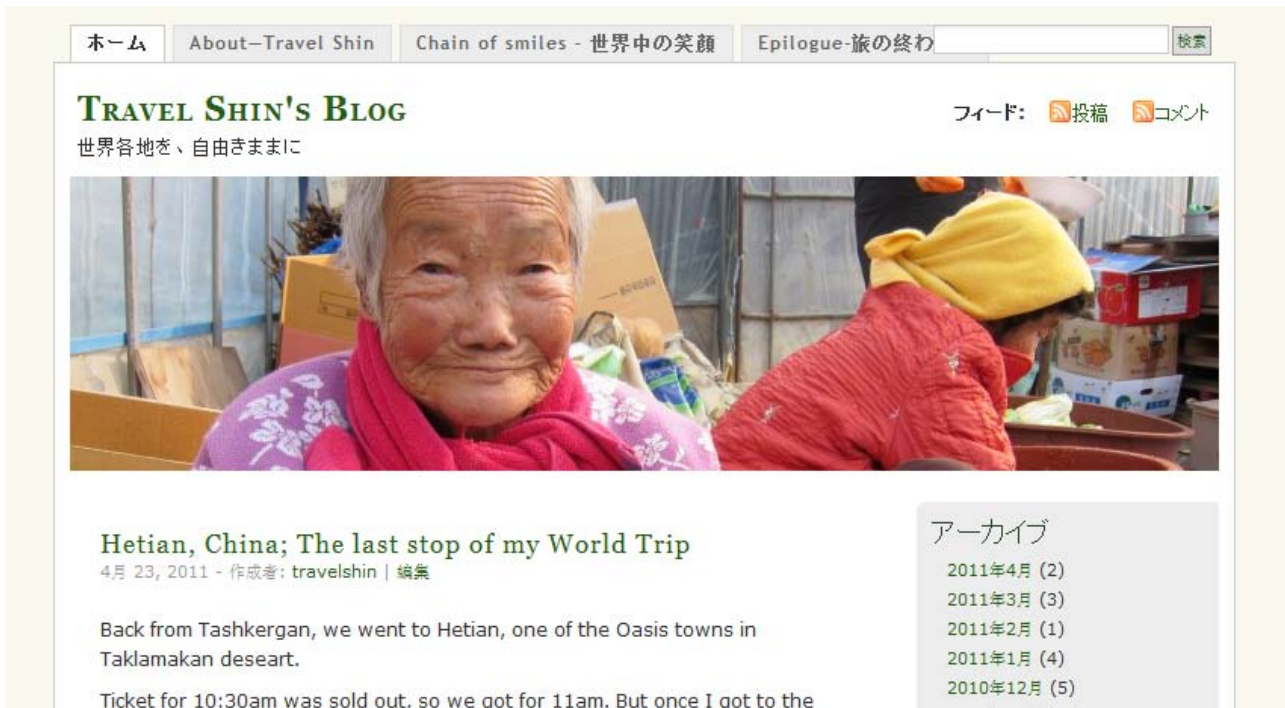 ホーム
About—Travel Shin
Chain of smiles - 世界中の笑顔
Epilogue-旅の終わ
検索
Travel Shin's Blog
世界各地を、自由きままに
フィード: 投稿 コメント
Hetian, China; The last stop of my World Trip
4月 23, 2011 - 作成者: travelshin | 編集
Back from Tashkergan, we went to Hetian, one of the Oasis towns in
Taklamakan deseart.
Ticket for 10:30am was sold out, so we got for 11am. But once I got to the
アーカイブ
2011年4月 (2)
2011年3月 (3)
2011年2月 (1)
2011年1月 (4)
2010年12月 (5)